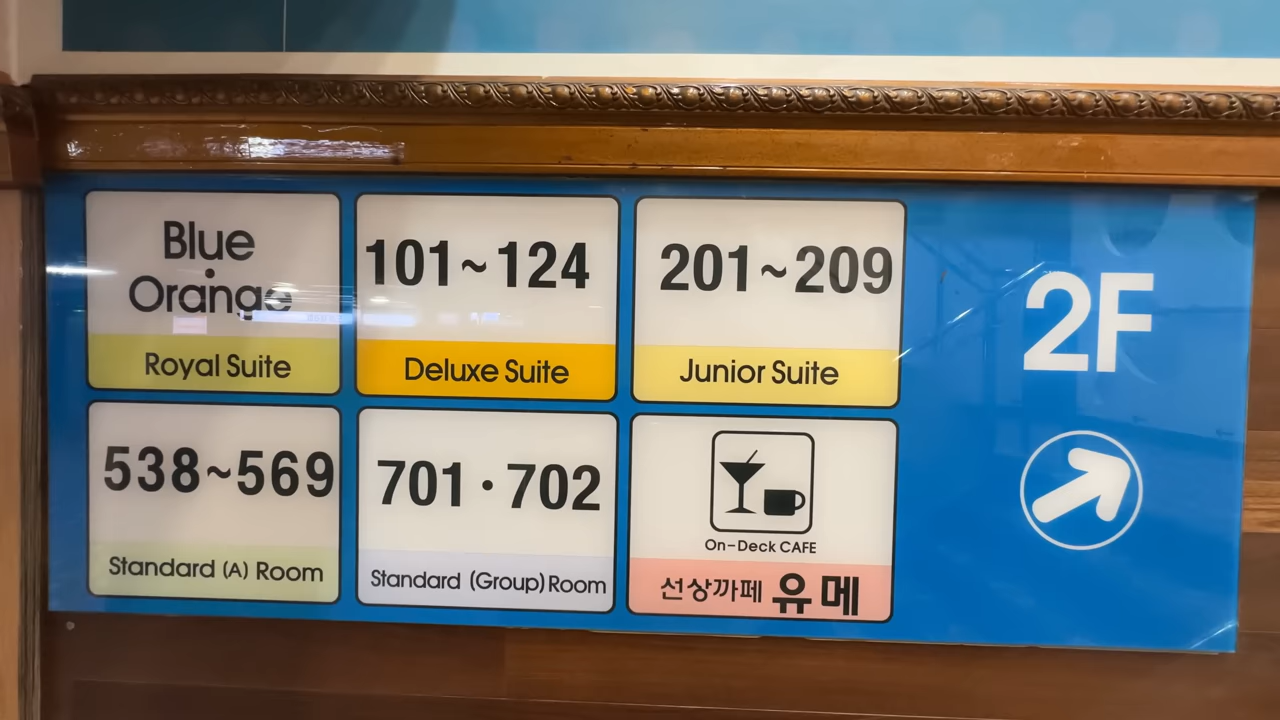 Blue
·
Orange
Royal Suite
101~124
Deluxe Suite
201~209
Junior Suite
2F
538~569
Standard (A) Room
701·702
Standard (Group) Room
On-Deck CAFE
선상까페 유메